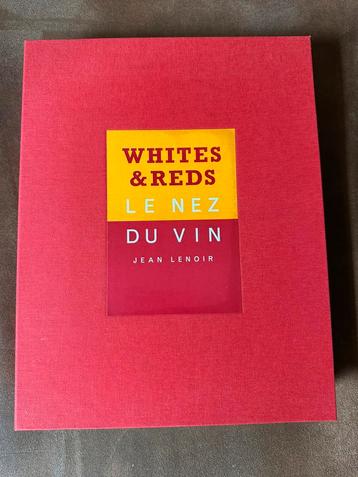 WHITES
& REDS
LE NEZ
DU VIN
JEAN LENOIR